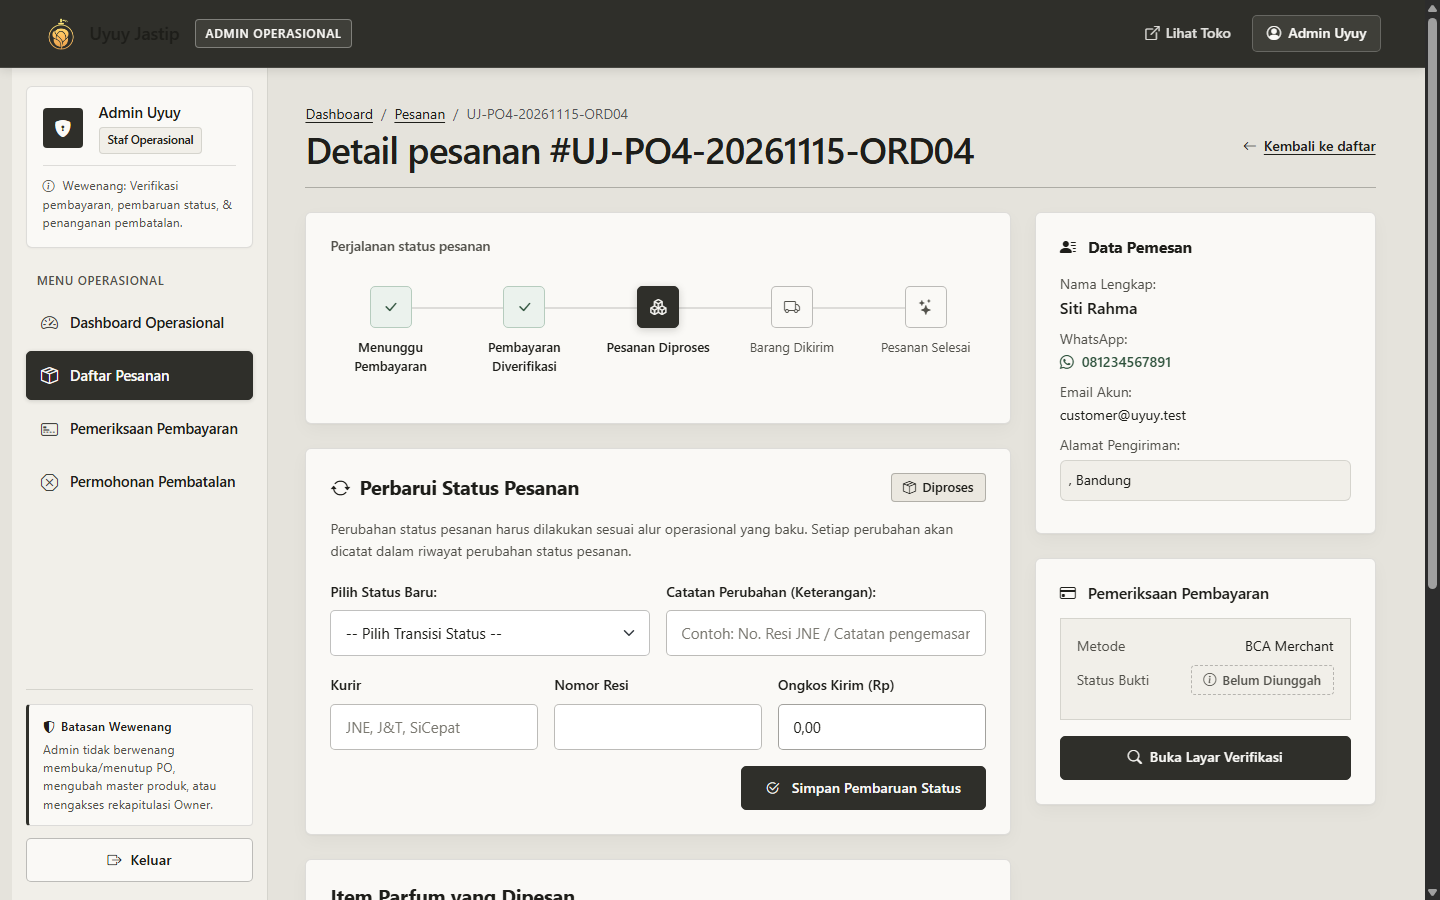 Uyuy Jastip
ADMIN OPERASIONAL
Lihat Toko
Admin Uyuy
Admin Uyuy
Staf Operasional
Wewenang: Verifikasi
pembayaran, pembaruan status, &
penanganan pembatalan.
MENU OPERASIONAL
Dashboard Operasional
Daftar Pesanan
Pemeriksaan Pembayaran
Permohonan Pembatalan
Batasan Wewenang
Admin tidak berwenang
membuka/menutup PO,
mengubah master produk, atau
mengakses rekapitulasi Owner.
Keluar
Dashboard / Pesanan / UJ-PO4-20261115-ORD04
Detail pesanan #UJ-PO4-20261115-ORD04
Kembali ke daftar
Perjalanan status pesanan
Menunggu
Pembayaran
Pembayaran
Diverifikasi
Pesanan Diproses
Barang Dikirim
Pesanan Selesai
Perbarui Status Pesanan
Diproses
Perubahan status pesanan harus dilakukan sesuai alur operasional yang baku. Setiap perubahan akan
dicatat dalam riwayat perubahan status pesanan.
Pilih Status Baru:
-- Pilih Transisi Status --
Catatan Perubahan (Keterangan):
Contoh: No. Resi JNE / Catatan pengemasar
Kurir
JNE, J&T, SiCepat
Nomor Resi
Ongkos Kirim (Rp)
0,00
Simpan Pembaruan Status
Item Parfum yang Dipesan
Data Pemesan
Nama Lengkap:
Siti Rahma
WhatsApp:
081234567891
Email Akun:
customer@uyuy.test
Alamat Pengiriman:
, Bandung
Pemeriksaan Pembayaran
Metode
BCA Merchant
Status Bukti
Belum Diunggah
Buka Layar Verifikasi